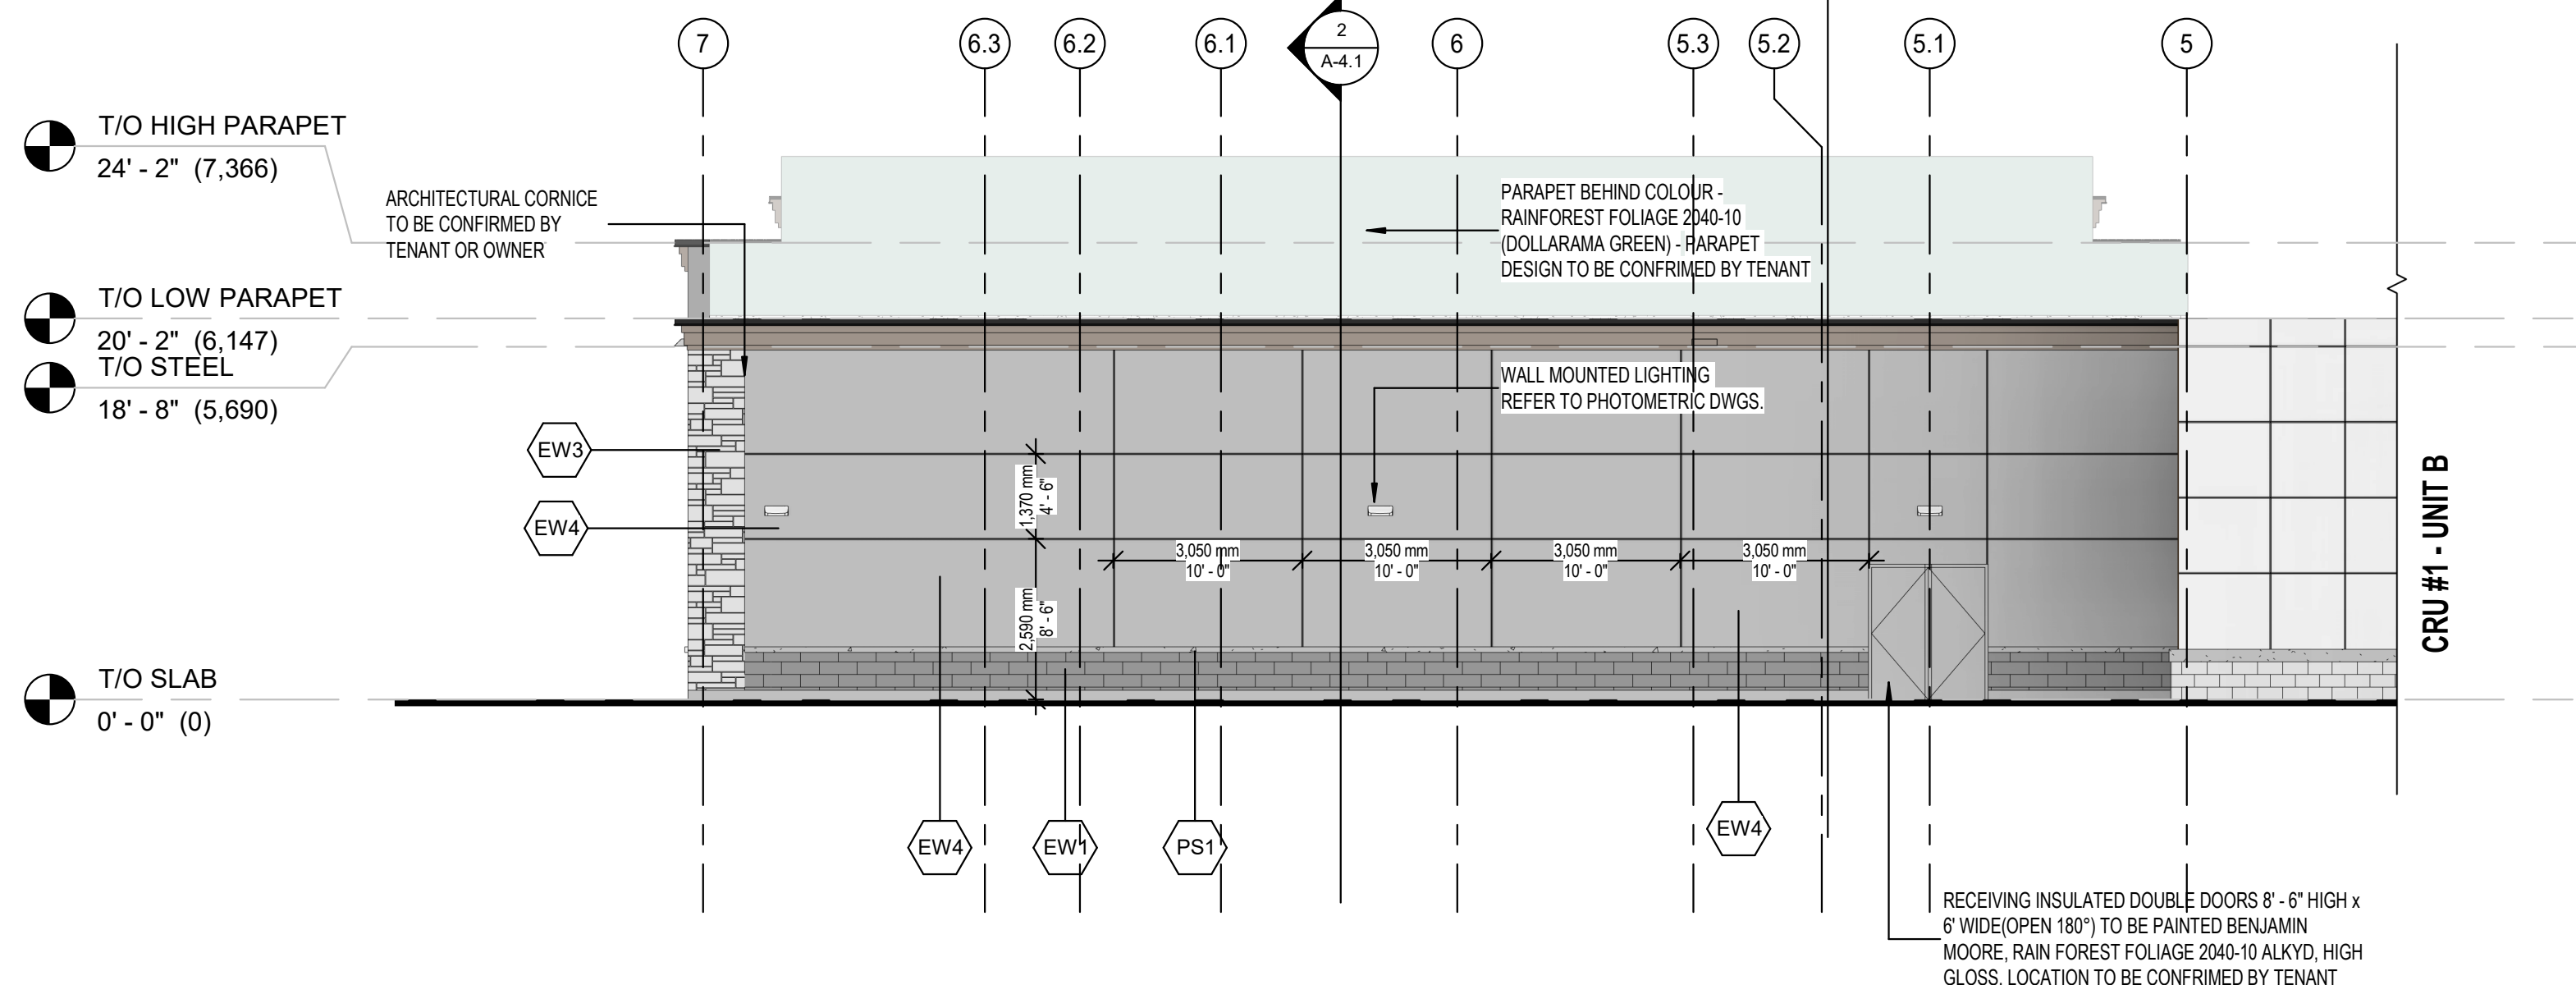 7
6.3
6.2
6.1
2
A-4.1
6
5.3
5.2
5.1
5
T/O HIGH PARAPET
24' - 2" (7,366)
ARCHITECTURAL CORNICE
TO BE CONFIRMED BY
TENANT OR OWNER
PARAPET BEHIND COLOUR -
RAINFOREST FOLIAGE 2040-10
(DOLLARAMA GREEN) - PARAPET
DESIGN TO BE CONFRIMED BY TENANT
T/O LOW PARAPET
20' - 2" (6,147)
T/O STEEL
18' - 8" (5,690)
WALL MOUNTED LIGHTING
REFER TO PHOTOMETRIC DWGS.
EW3
EW4
1,370 mm
4' - 6"
3,050 mm
10' - 0"
3,050 mm
10' - 0"
3,050 mm
10' - 0"
3,050 mm
10' - 0"
2,590 mm
8' - 6"
CRU #1 - UNIT B
T/O SLAB
0' - 0" (0)
EW4
EW1
PS1
EW4
RECEIVING INSULATED DOUBLE DOORS 8' - 6" HIGH x
6' WIDE(OPEN 180°) TO BE PAINTED BENJAMIN
MOORE, RAIN FOREST FOLIAGE 2040-10 ALKYD, HIGH
GLOSS. LOCATION TO BE CONFRIMED BY TENANT